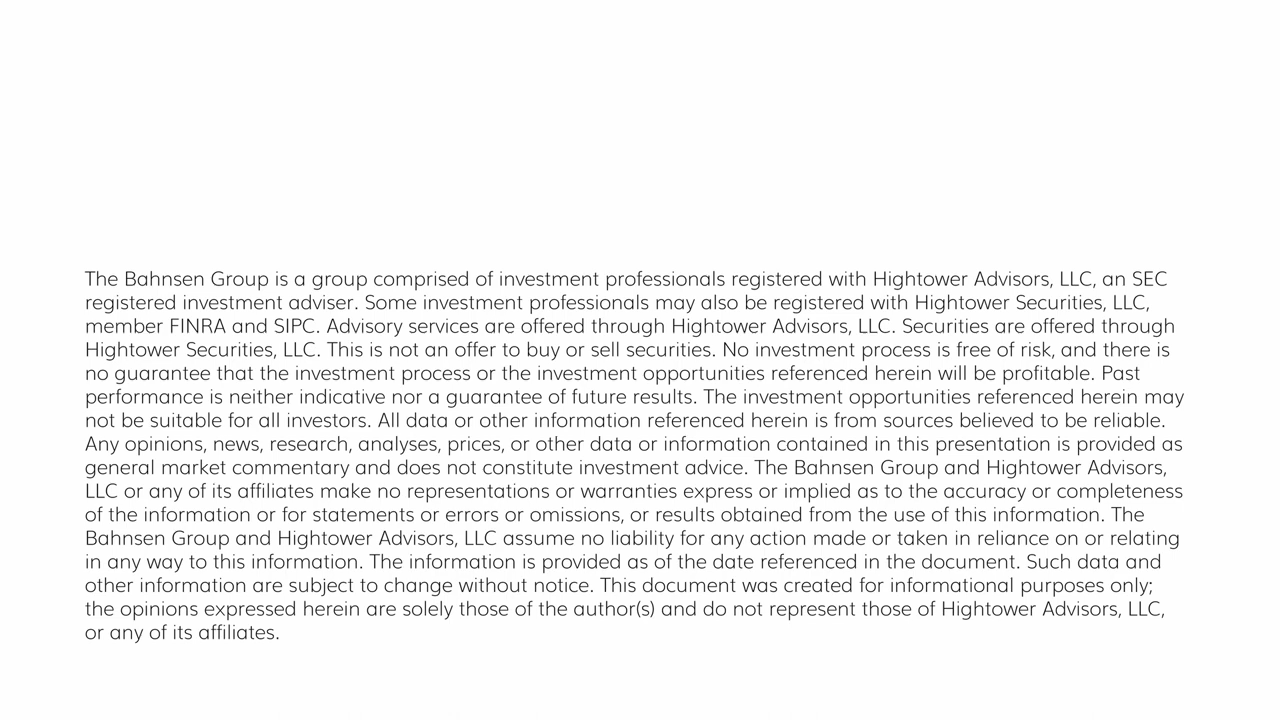 The Bahnsen Group is a group comprised of investment professionals registered with Hightower Advisors, LLC, an SEC
registered investment adviser. Some investment professionals may also be registered with Hightower Securities, LLC,
member FINRA and SIPC. Advisory services are offered through Hightower Advisors, LLC. Securities are offered through
Hightower Securities, LLC. This is not an offer to buy or sell securities. No investment process is free of risk, and there is
no guarantee that the investment process or the investment opportunities referenced herein will be profitable. Past
performance is neither indicative nor a guarantee of future results. The investment opportunities referenced herein may
not be suitable for all investors. All data or other information referenced herein is from sources believed to be reliable.
Any opinions, news, research, analyses, prices, or other data or information contained in this presentation is provided as
general market commentary and does not constitute investment advice. The Bahnsen Group and Hightower Advisors,
LLC or any of its affiliates make no representations or warranties express or implied as to the accuracy or completeness
of the information or for statements or errors or omissions, or results obtained from the use of this information. The
Bahnsen Group and Hightower Advisors, LLC assume no liability for any action made or taken in reliance on or relating
in any way to this information. The information is provided as of the date referenced in the document. Such data and
other information are subject to change without notice. This document was created for informational purposes only;
the opinions expressed herein are solely those of the author(s) and do not represent those of Hightower Advisors, LLC,
or any of its affiliates.